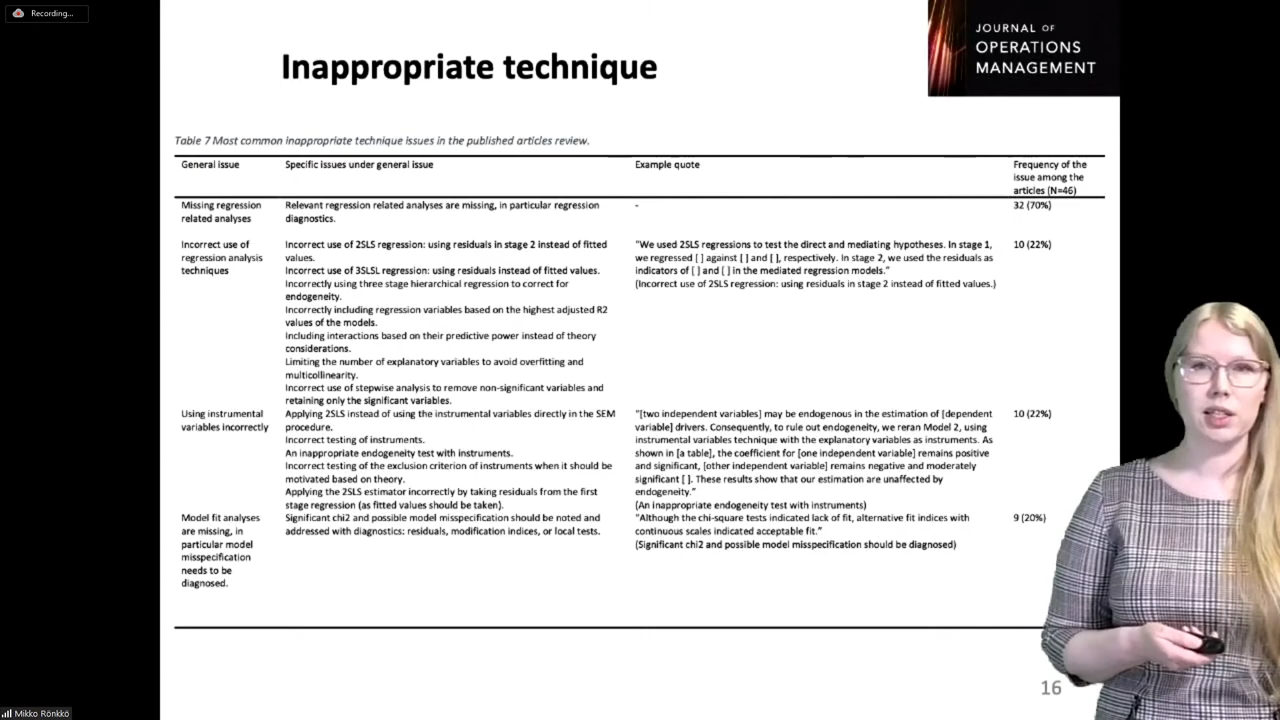 Recording...
JOURNAL OF
OPERATIONS
MANAGEMENT
Inappropriate technique
Table 7 Most common inappropriate technique issues in the published articles review.
General issue
Specific issues under general issue
Example quote
Frequency of the
issue among the
articles (N=46)
Missing regression
related analyses
Relevant regression related analyses are missing, in particular regression
diagnostics.
-
32 (70%)
Incorrect use of
regression analysis
techniques
Incorrect use of 2SLS regression: using residuals in stage 2 instead of fitted
values.
Incorrect use of 3SLSL regression: using residuals instead of fitted values.
Incorrectly using three stage hierarchical regression to correct for
endogeneity.
Incorrectly including regression variables based on the highest adjusted R2
values of the models.
Including interactions based on their predictive power instead of theory
considerations.
Limiting the number of explanatory variables to avoid overfitting and
multicollinearity.
Incorrect use of stepwise analysis to remove non-significant variables and
retaining only the significant variables.
"We used 2SLS regressions to test the direct and mediating hypotheses. In stage 1,
we regressed [ ] against [ ] and [ ], respectively. In stage 2, we used the residuals as
indicators of [ ] and [ ] in the mediated regression models."
(Incorrect use of 2SLS regression: using residuals in stage 2 instead of fitted values.)
10 (22%)
Using instrumental
variables incorrectly
Applying 2SLS instead of using the instrumental variables directly in the SEM
procedure.
Incorrect testing of instruments.
An inappropriate endogeneity test with instruments.
Incorrect testing of the exclusion criterion of instruments when it should be
motivated based on theory.
Applying the 2SLS estimator incorrectly by taking residuals from the first
stage regression (as fitted values should be taken).
"[two independent variables] may be endogenous in the estimation of [dependent
variable] drivers. Consequently, to rule out endogeneity, we reran Model 2, using
instrumental variables technique with the explanatory variables as instruments. As
shown in [a table], the coefficient for [one independent variable] remains positive
and significant, [other independent variable] remains negative and moderately
significant [ ]. These results show that our estimation are unaffected by
endogeneity."
(An inappropriate endogeneity test with instruments)
10 (22%)
Model fit analyses
are missing, in
particular model
misspecification
needs to be
diagnosed.
Significant chi2 and possible model misspecification should be noted and
addressed with diagnostics: residuals, modification indices, or local tests.
"Although the chi-square tests indicated lack of fit, alternative fit indices with
continuous scales indicated acceptable fit."
(Significant chi2 and possible model misspecification should be diagnosed)
9 (20%)
16
Mikko Rönkkö